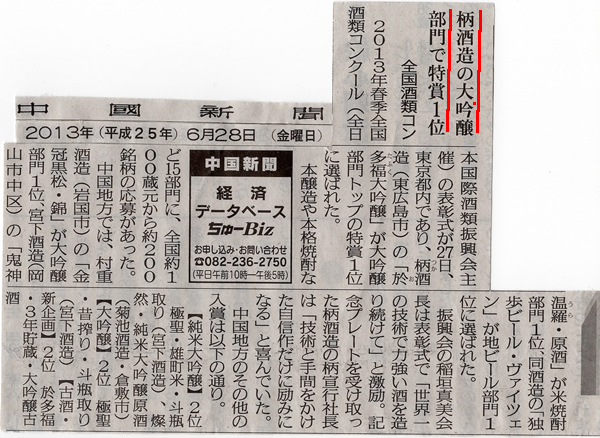 柄酒造の大吟醸
部門で特賞1位
全国酒類コン
2013年春季全国
酒類コンクール（全日
中國新聞
2013年（平成25年）6月28日（金曜日）
本国際酒類振興会主
催）の表彰式が27日、
東京都内であり、柄酒
造（東広島市）の「於
多福大吟醸」が大吟醸
部門トップの特賞1位
に選ばれた。
本醸造や本格焼酎な
ど15部門に、全国約1
00蔵元から約200
銘柄の応募があった。
中国地方では、村重
酒造（岩国市）の「金
冠黒松・錦」が大吟醸
部門1位、宮下酒造（岡
山市中区）の「鬼神
温羅・原酒」が米焼酎
部門1位、同酒造の「独
歩ビール・ヴァイツェ
ン」が地ビール部門1
位に選ばれた。
振興会の稲垣真美会
長は表彰式で「世界一
の技術で力強い酒を造
り続けて」と激励。記
念プレートを受け取っ
た柄酒造の柄宣行社長
は「技術と手間をかけ
た自信作だけに励みに
なる」と喜んでいた。
中国地方のその他の
入賞は以下の通り。
【純米大吟醸】2位
極聖・雄町米・斗瓶
取り（宮下酒造）、燦
然・純米大吟醸原酒
（菊池酒造・倉敷市）
【大吟醸】2位 極聖
・昔搾り・斗瓶取り
（宮下酒造）【古酒・
新企画】2位 於多福
・3年貯蔵・大吟醸古
酒
中国新聞
経済
データベース
ちゅーBiz
お申し込み・お問い合わせ
☎082-236-2750
（平日午前10時―午後5時）